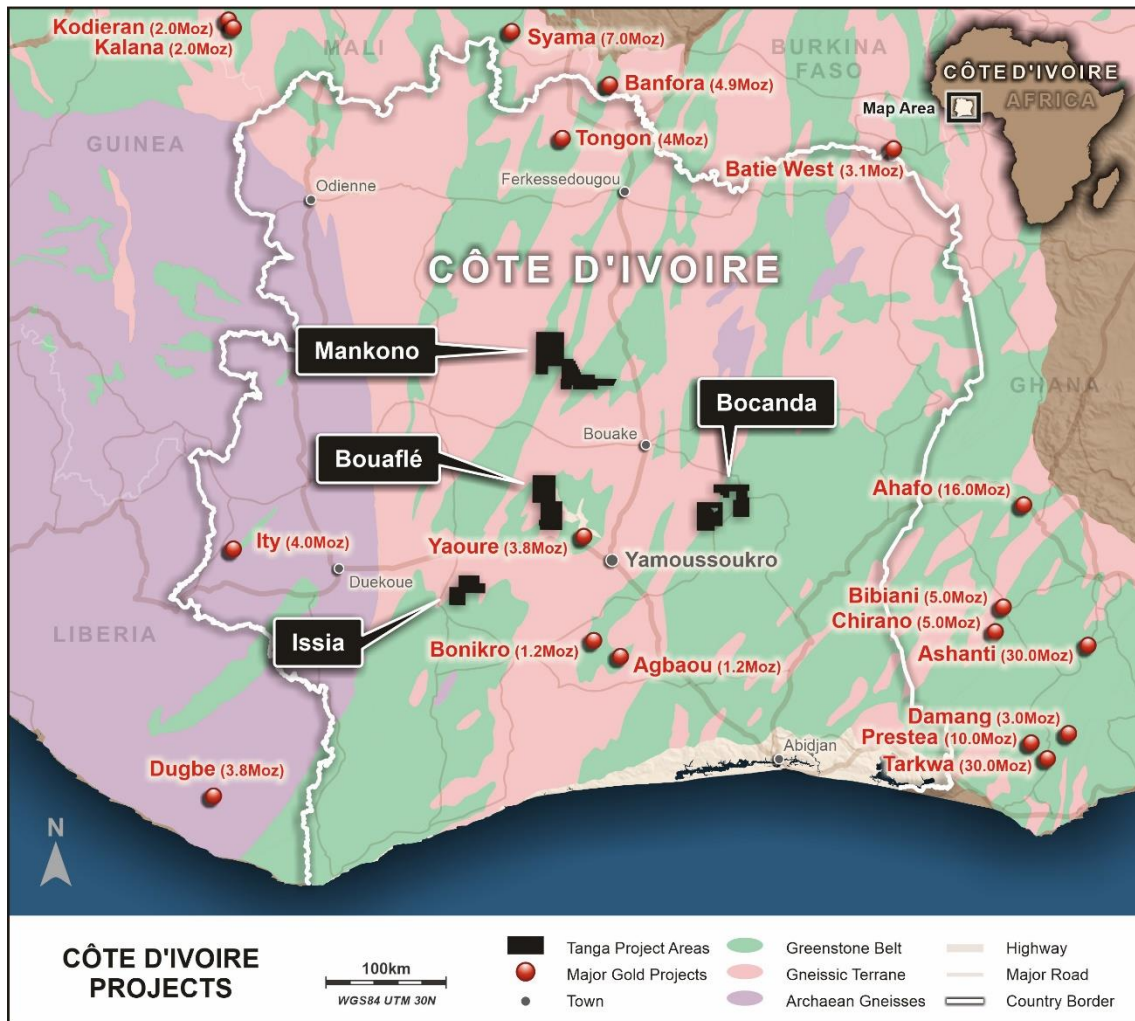 Kodieran (2.0Moz)
Kalana (2.0Moz)
MALI
Syama (7.0Moz)
BURKINA
FASO
CÔTE D'IVOIRE
AFRICA
Map Area
Banfora (4.9Moz)
GUINEA
Tongon (4Moz)
Batie West (3.1Moz)
Odienne
Ferkessedougou
CÔTE D'IVOIRE
Mankono
Bocanda
GHANA
Bouake
Bouaflé
Ahafo (16.0Moz)
Ity (4.0Moz)
Yaoure (3.8Moz)
Yamoussoukro
Duekoue
Bibiani (5.0Moz)
Chirano (5.0Moz)
LIBERIA
Issia
Bonikro (1.2Moz)
Agbaou (1.2Moz)
Ashanti (30.0Moz)
Damang (3.0Moz)
Prestea (10.0Moz)
Tarkwa (30.0Moz)
Abidjan
Dugbe (3.8Moz)
N
CÔTE D'IVOIRE
PROJECTS
100km
WGS84 UTM 30N
Tanga Project Areas
Major Gold Projects
Town
Greenstone Belt
Gneissic Terrane
Archaean Gneisses
Highway
Major Road
Country Border